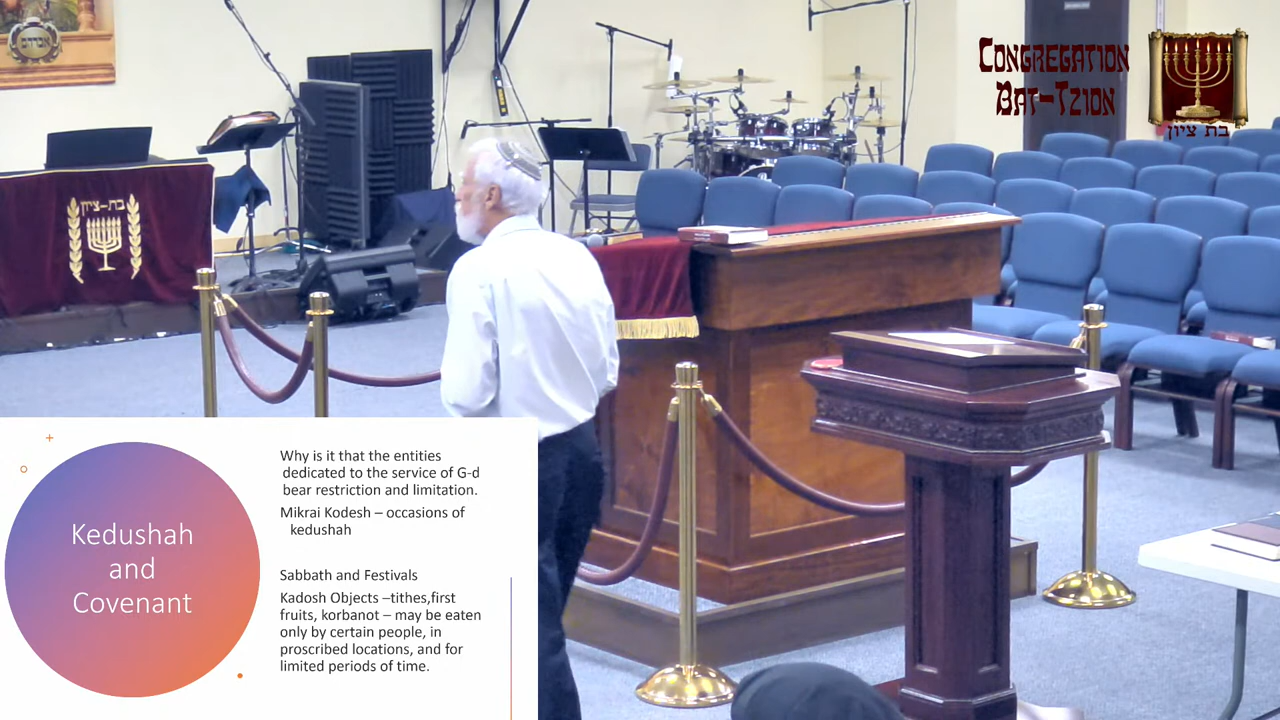 CONGREGATION
BAT-TZION
בת ציון
בת-ציון
Kedushah
and
Covenant
Why is it that the entities
dedicated to the service of G-d
bear restriction and limitation.
Mikrai Kodesh – occasions of
kedushah
Sabbath and Festivals
Kadosh Objects –tithes,first
fruits, korbanot – may be eaten
only by certain people, in
proscribed locations, and for
limited periods of time.